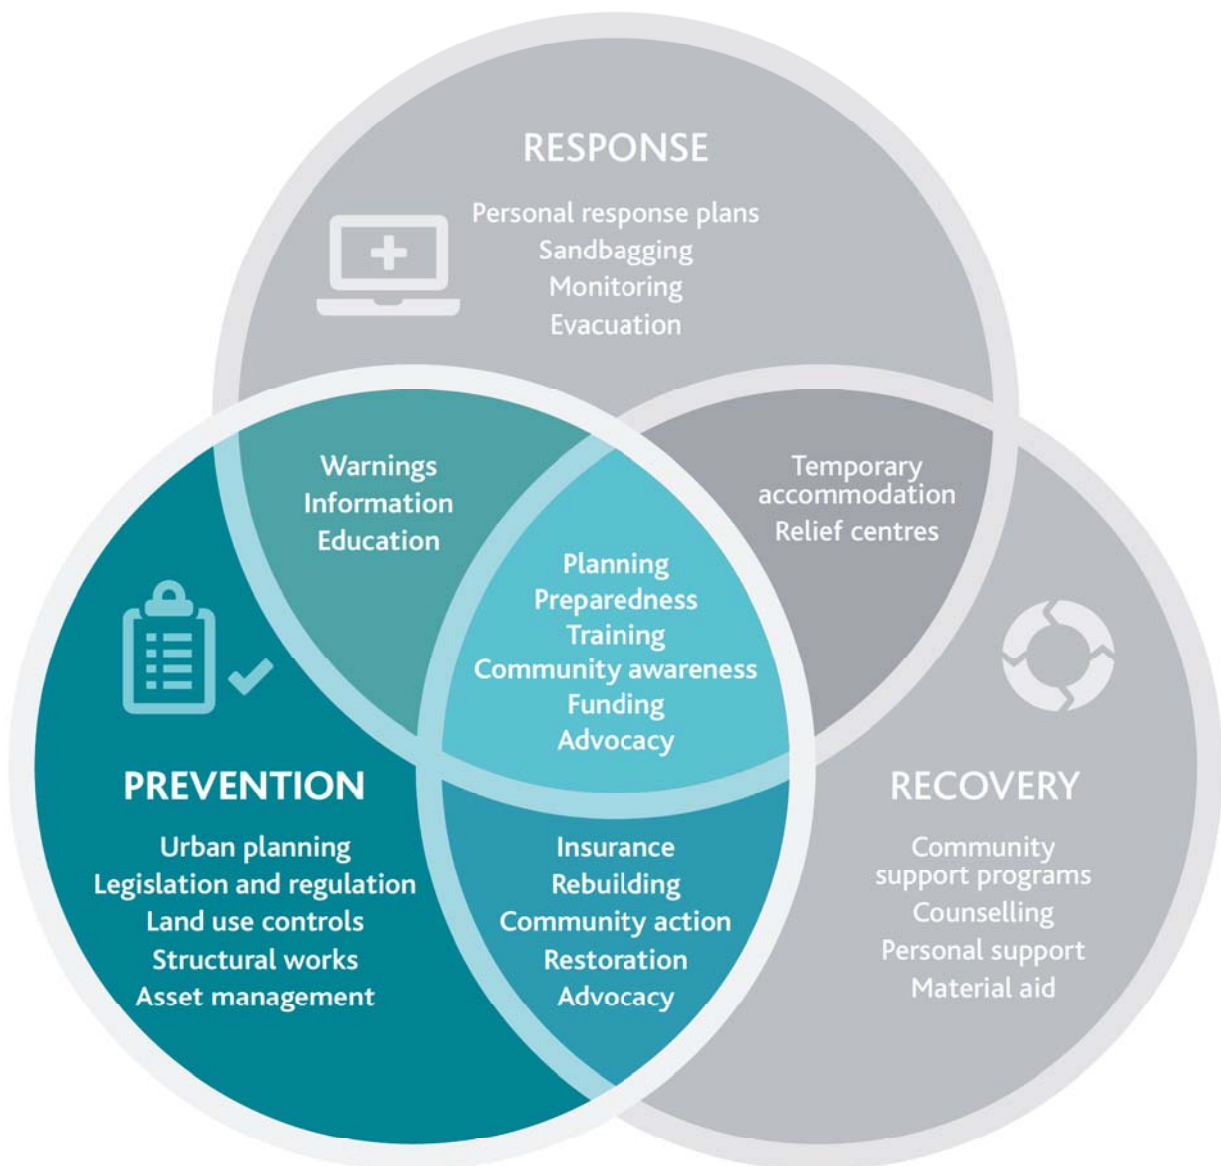 RESPONSE
Personal response plans
Sandbagging
Monitoring
Evacuation
Warnings
Information
Education
Temporary
accommodation
Relief centres
Planning
Preparedness
Training
Community awareness
Funding
Advocacy
PREVENTION
Urban planning
Legislation and regulation
Land use controls
Structural works
Asset management
Insurance
Rebuilding
Community action
Restoration
Advocacy
RECOVERY
Community
support programs
Counselling
Personal support
Material aid